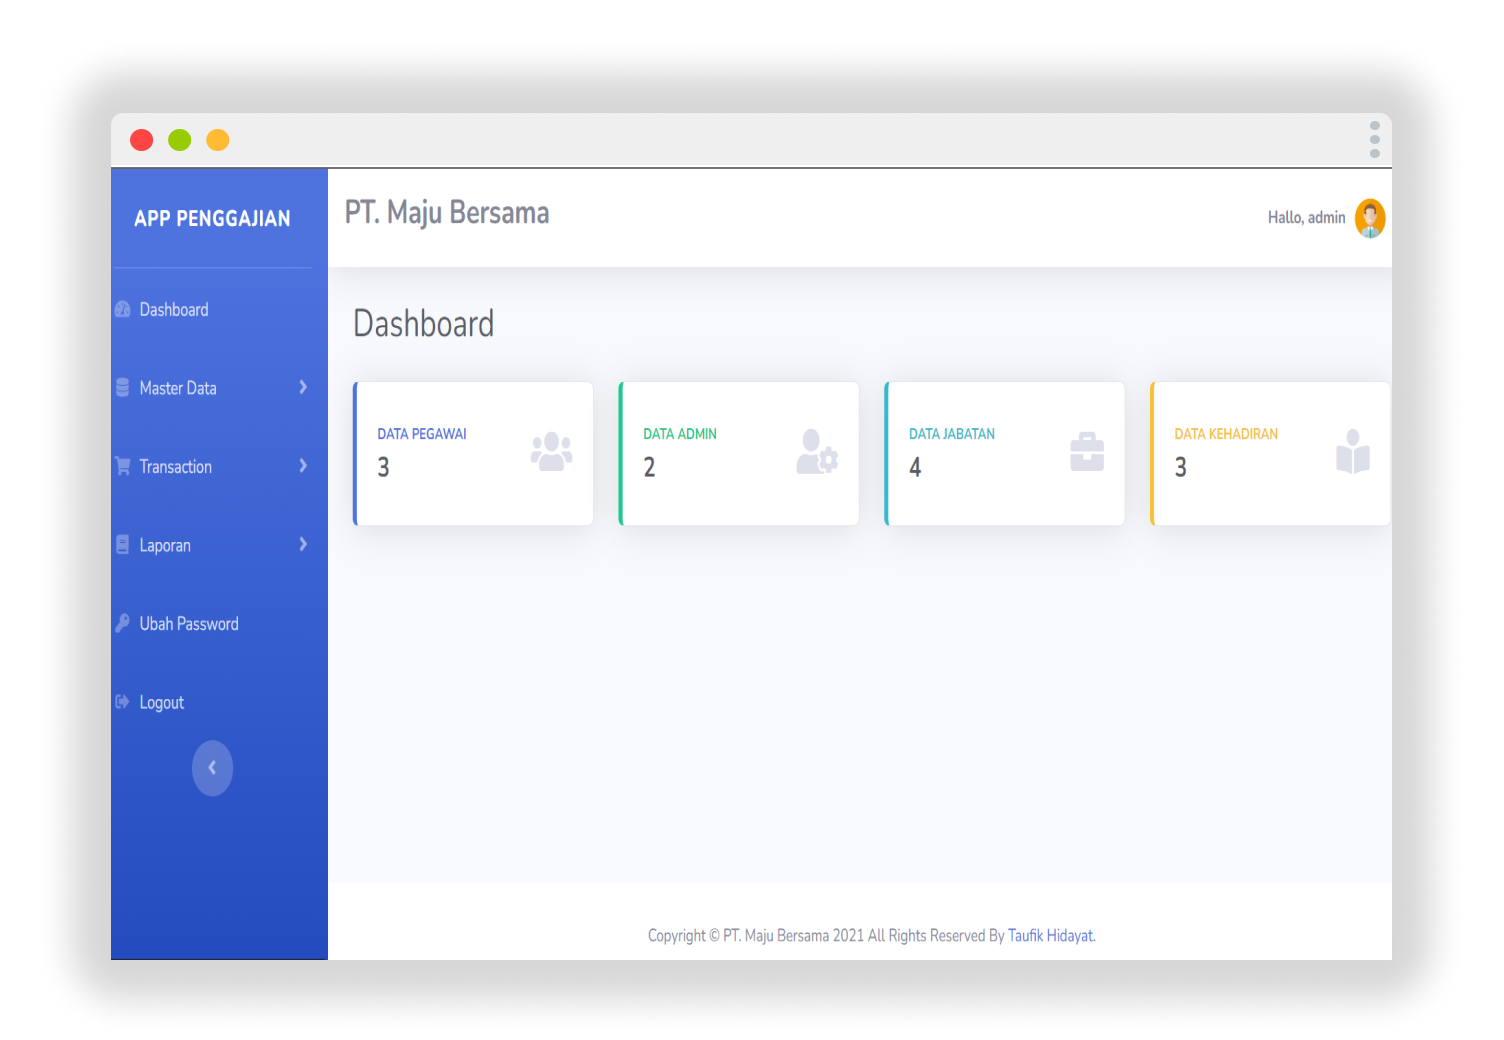 APP PENGGAJIAN
PT. Maju Bersama
Hallo, admin
Dashboard
Master Data
Transaction
Laporan
Ubah Password
Logout
Dashboard
DATA PEGAWAI
3
DATA ADMIN
2
DATA JABATAN
4
DATA KEHADIRAN
3
Copyright © PT. Maju Bersama 2021 All Rights Reserved By Taufik Hidayat.